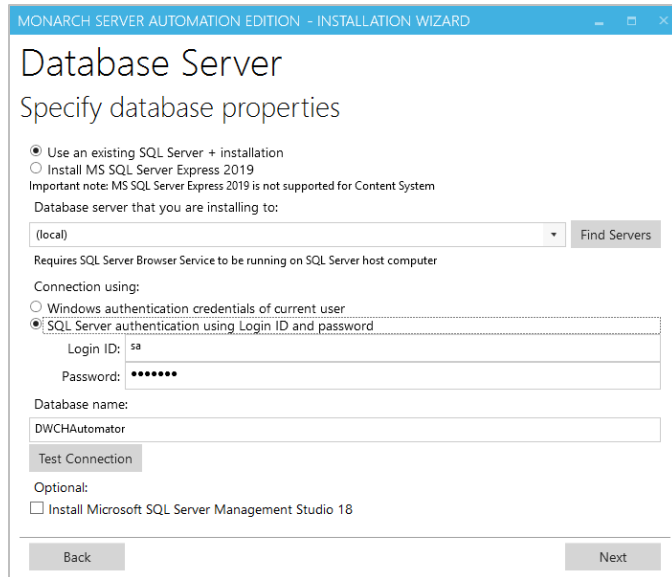 MONARCH SERVER AUTOMATION EDITION - INSTALLATION WIZARD
Database Server
Specify database properties
Use an existing SQL Server + installation
Install MS SQL Server Express 2019
Important note: MS SQL Server Express 2019 is not supported for Content System
Database server that you are installing to:
(local)
Find Servers
Requires SQL Server Browser Service to be running on SQL Server host computer
Connection using:
Windows authentication credentials of current user
SQL Server authentication using Login ID and password
Login ID: sa
Password: •••••••
Database name:
DWCHAutomator
Test Connection
Optional:
Install Microsoft SQL Server Management Studio 18
Back
Next